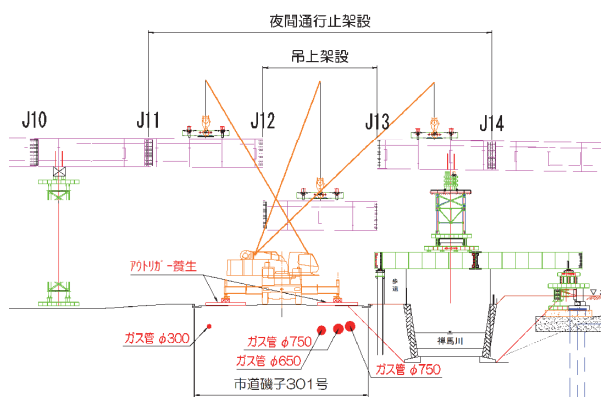 夜間通行止架設
吊上架設
J10
J11
J12
J13
J14
アウトリガー養生
歩道
ガス管 φ300
ガス管 φ750
ガス管 φ650
ガス管 φ750
禅馬川
市道磯子301号